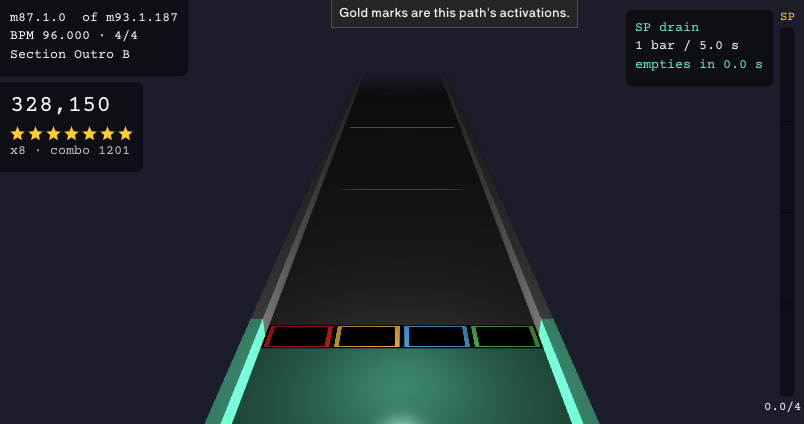 m87.1.0  of m93.1.187
BPM 96.000 · 4/4
Section Outro B
328,150
x8 · combo 1201
Gold marks are this path's activations.
SP drain
1 bar / 5.0 s
empties in 0.0 s
SP
0.0/4